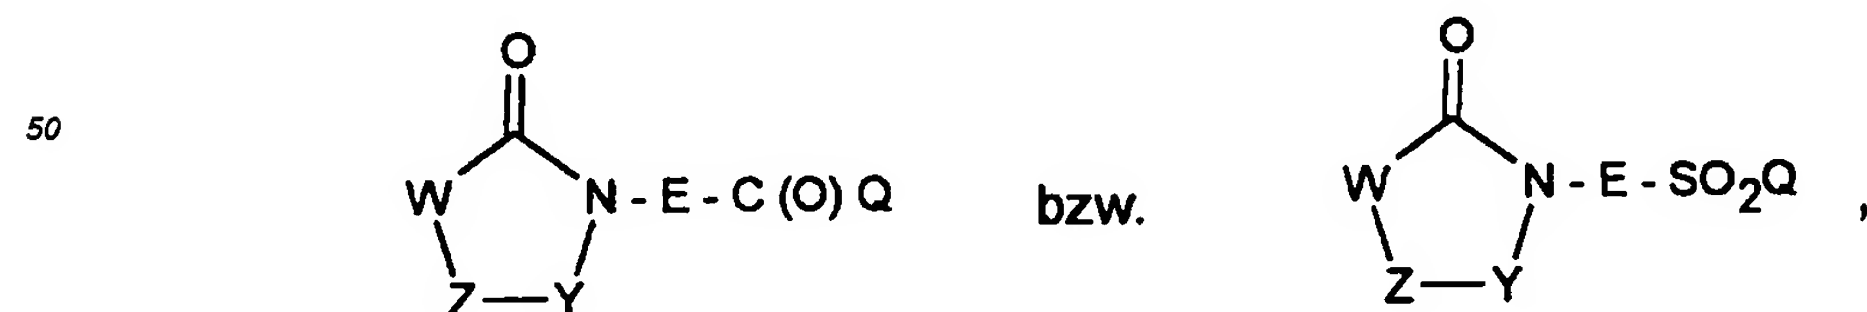 O O
50
W N - E - C (O) Q bzw. W N - E - SO₂Q ,
Z — Y Z — Y